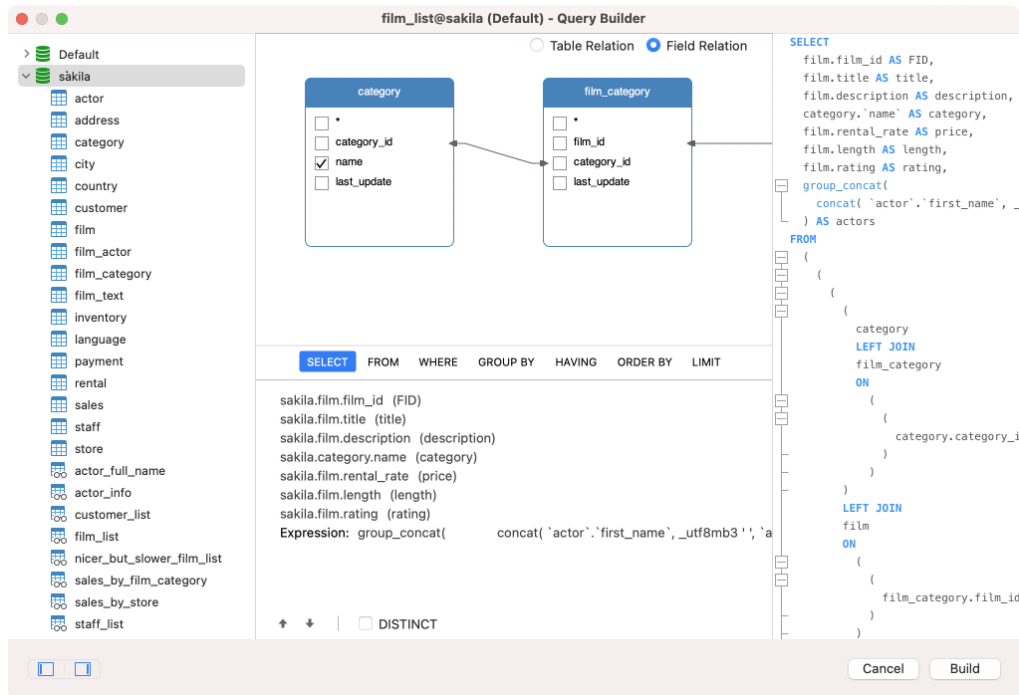 film_list@sakila (Default) - Query Builder
Default
sakila
actor
address
category
city
country
customer
film
film_actor
film_category
film_text
inventory
language
payment
rental
sales
staff
store
actor_full_name
actor_info
customer_list
film_list
nicer_but_slower_film_list
sales_by_film_category
sales_by_store
staff_list
Table Relation Field Relation
category
*
category_id
name
last_update
film_category
*
film_id
category_id
last_update
SELECT FROM WHERE GROUP BY HAVING ORDER BY LIMIT
sakila.film.film_id (FID)
sakila.film.title (title)
sakila.film.description (description)
sakila.category.name (category)
sakila.film.rental_rate (price)
sakila.film.length (length)
sakila.film.rating (rating)
Expression: group_concat( concat( `actor`.`first_name`, _utf8mb3 ' ', `a
DISTINCT
SELECT
film.film_id AS FID,
film.title AS title,
film.description AS description,
category.`name` AS category,
film.rental_rate AS price,
film.length AS length,
film.rating AS rating,
group_concat(
concat( `actor`.`first_name`, _
) AS actors
FROM
(
(
(
(
category
LEFT JOIN
film_category
ON
(
(
category.category_i
)
)
)
LEFT JOIN
film
ON
(
(
film_category.film_id
)
)
Cancel Build